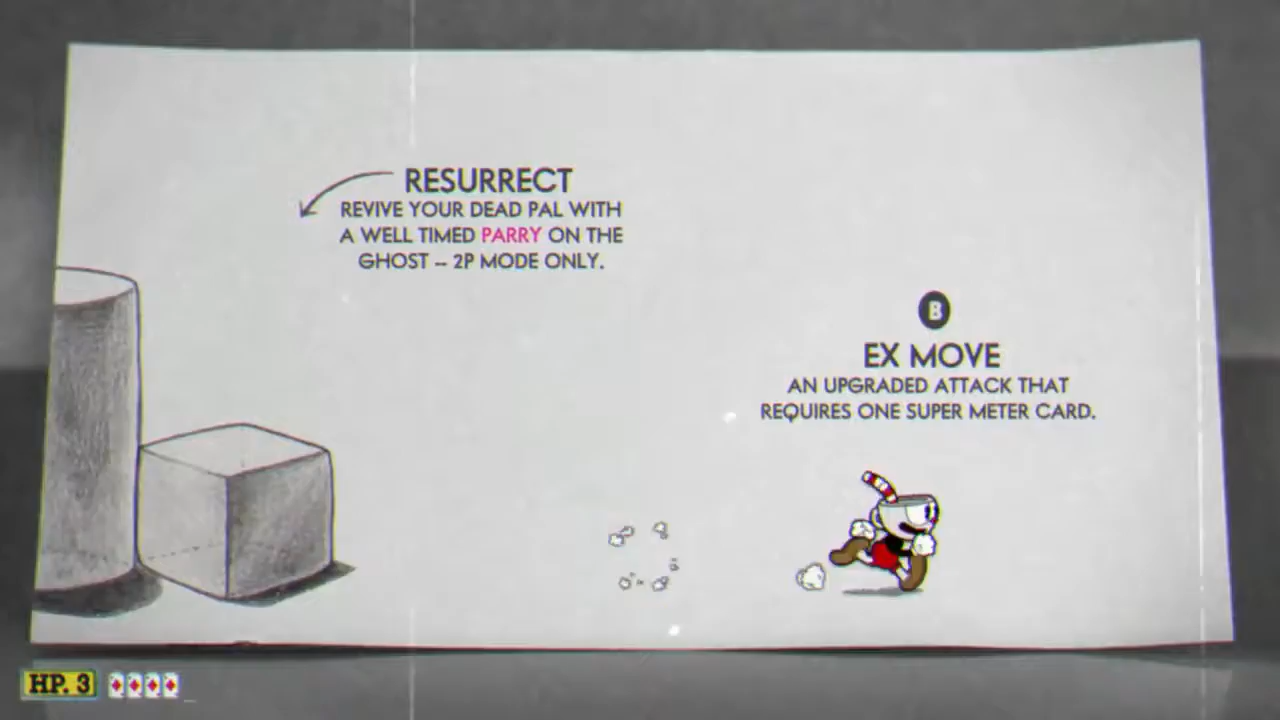 RESURRECT
REVIVE YOUR DEAD PAL WITH
A WELL TIMED PARRY ON THE
GHOST – 2P MODE ONLY.
B
EX MOVE
AN UPGRADED ATTACK THAT
REQUIRES ONE SUPER METER CARD.
HP. 3